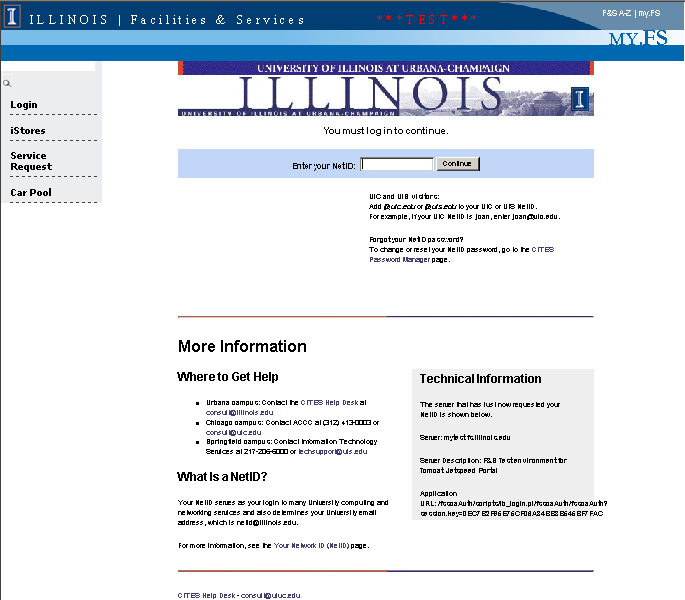 ILLINOIS | Facilities & Services
***TEST***
F&S A-Z | my.FS
MY.FS
Login
iStores
Service
Request
Car Pool
UNIVERSITY OF ILLINOIS AT URBANA-CHAMPAIGN
ILLINOIS
UNIVERSITY OF ILLINOIS AT URBANA-CHAMPAIGN
You must log in to continue.
Enter your NetID:
Continue
UIC and UIS visitors:
Add @uic.edu or @uis.edu to your UIC or UIS NetID.
For example, if your UIC NetID is joan, enter joan@uic.edu.
Forgot your NetID password?
To change or reset your NetID password, go to the CITES
Password Manager page.
More Information
Where to Get Help
Urbana campus: Contact the CITES Help Desk at
consult@illinois.edu
Chicago campus: Contact ACCC at (312) 413-0003 or
consult@uic.edu
Springfield campus: Contact Information Technology
Services at 217-206-6000 or techsupport@uis.edu
What is a NetID?
Your NetID serves as your login to many University computing and
networking services and also determines your University email
address, which is netid@illinois.edu.
For more information, see the Your Network ID (NetID) page.
Technical Information
The server that has just now requested your
NetID is shown below.
Server:
Server Description: F&S Test environment for
Tomcat Jetspeed Portal
Application
URL:
CITES Help Desk - consult@uiuc.edu